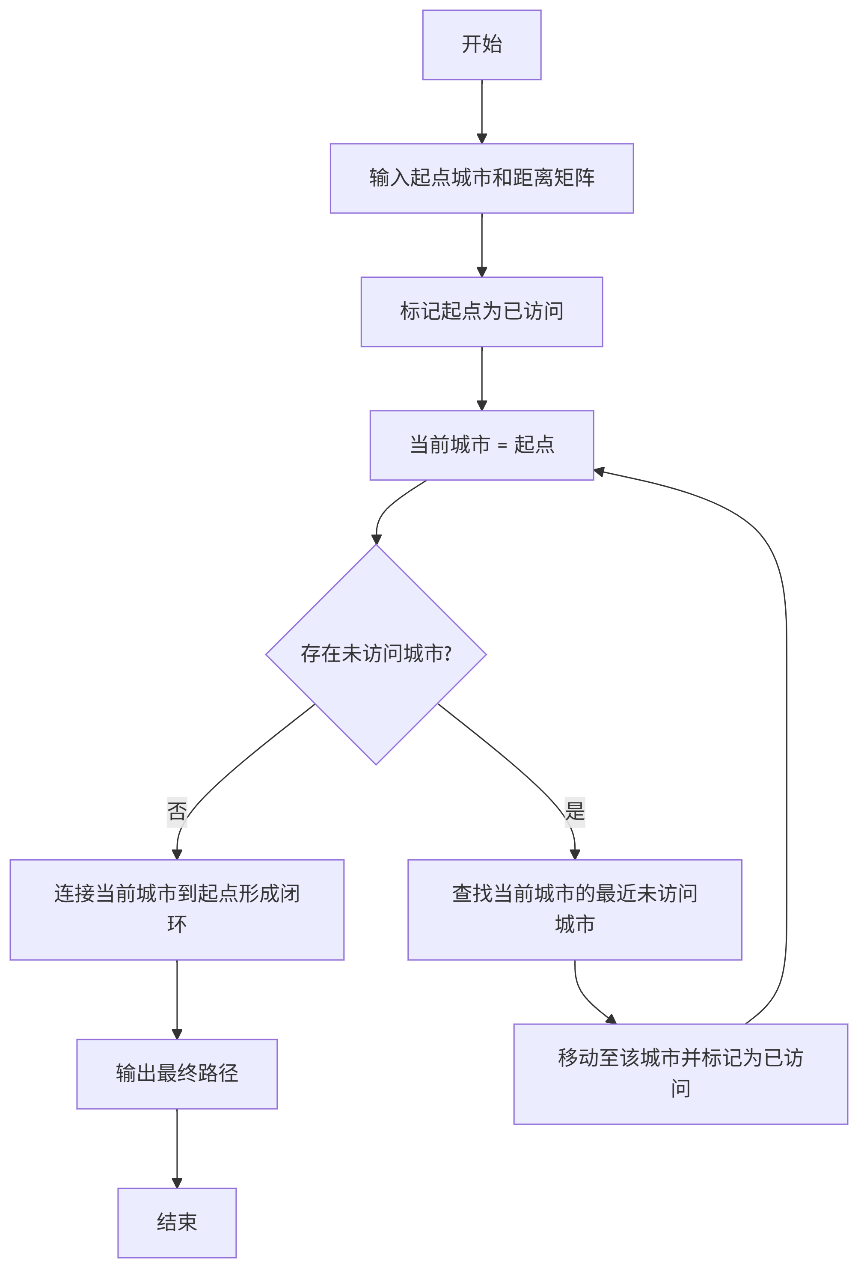 开始
输入起点城市和距离矩阵
标记起点为已访问
当前城市 = 起点
存在未访问城市?
否
是
连接当前城市到起点形成闭
环
查找当前城市的最近未访问
城市
输出最终路径
移动至该城市并标记为已访
问
结束